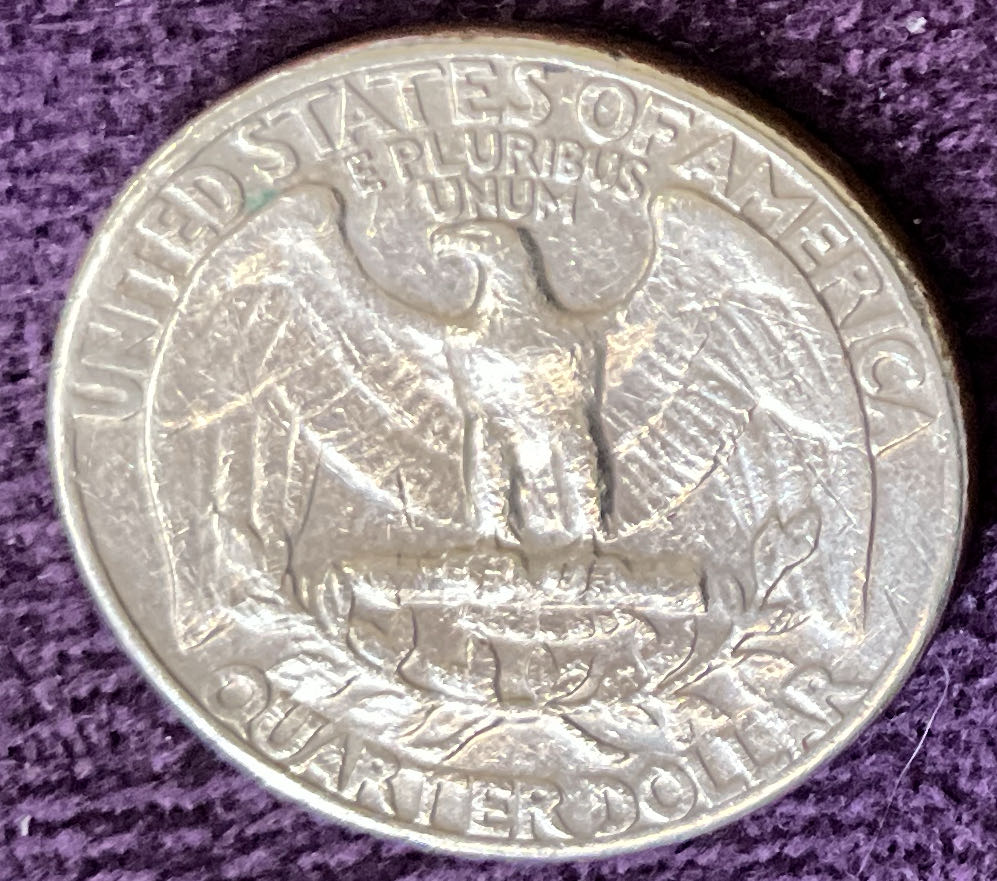 UNITED STATES OF AMERICA
E PLURIBUS
UNUM
QUARTER DOLLAR